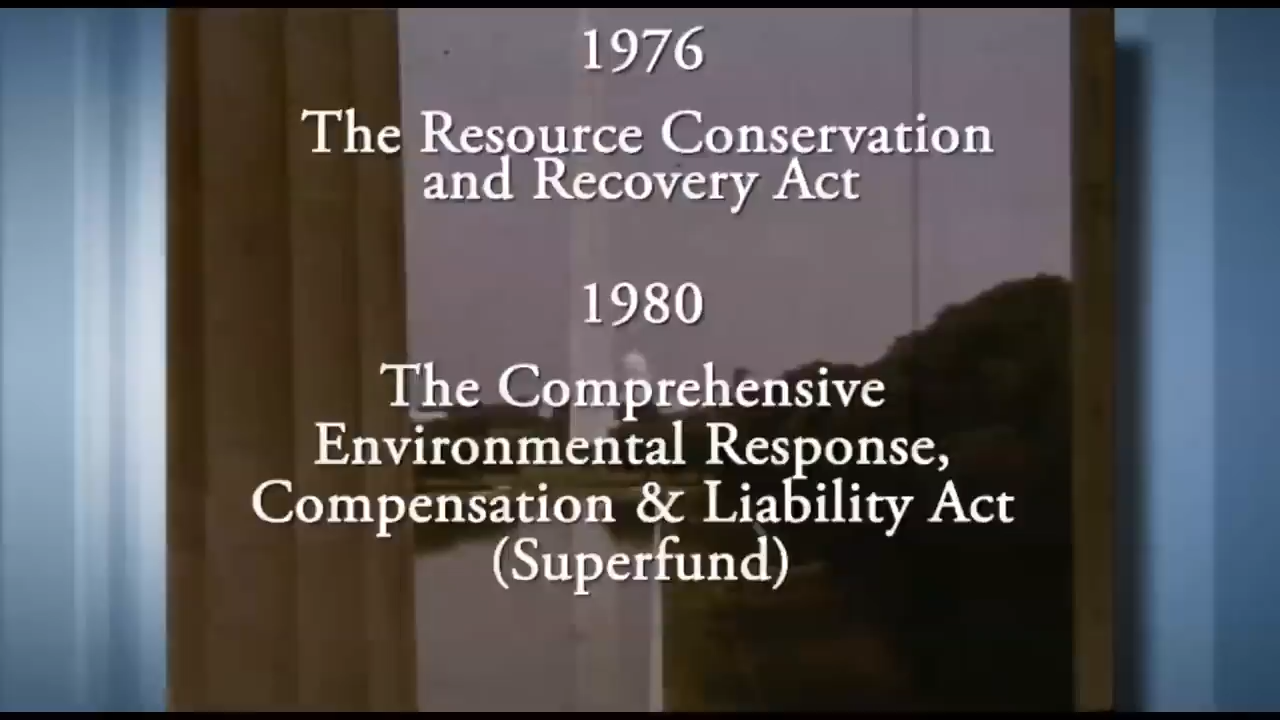 1976
The Resource Conservation
and Recovery Act
1980
The Comprehensive
Environmental Response,
Compensation & Liability Act
(Superfund)